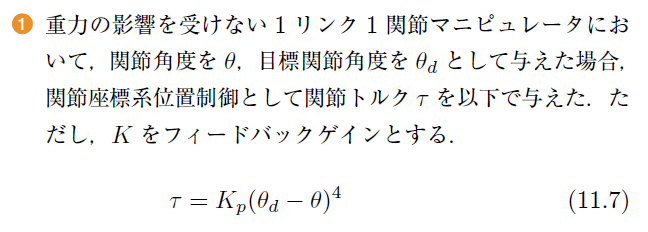 1 重力の影響を受けない 1 リンク 1 関節マニピュレータにお
いて，関節角度を θ，目標関節角度を θd として与えた場合，
関節座標系位置制御として関節トルク τ を以下で与えた．た
だし，K をフィードバックゲインとする．
τ = Kp(θd − θ)⁴ (11.7)